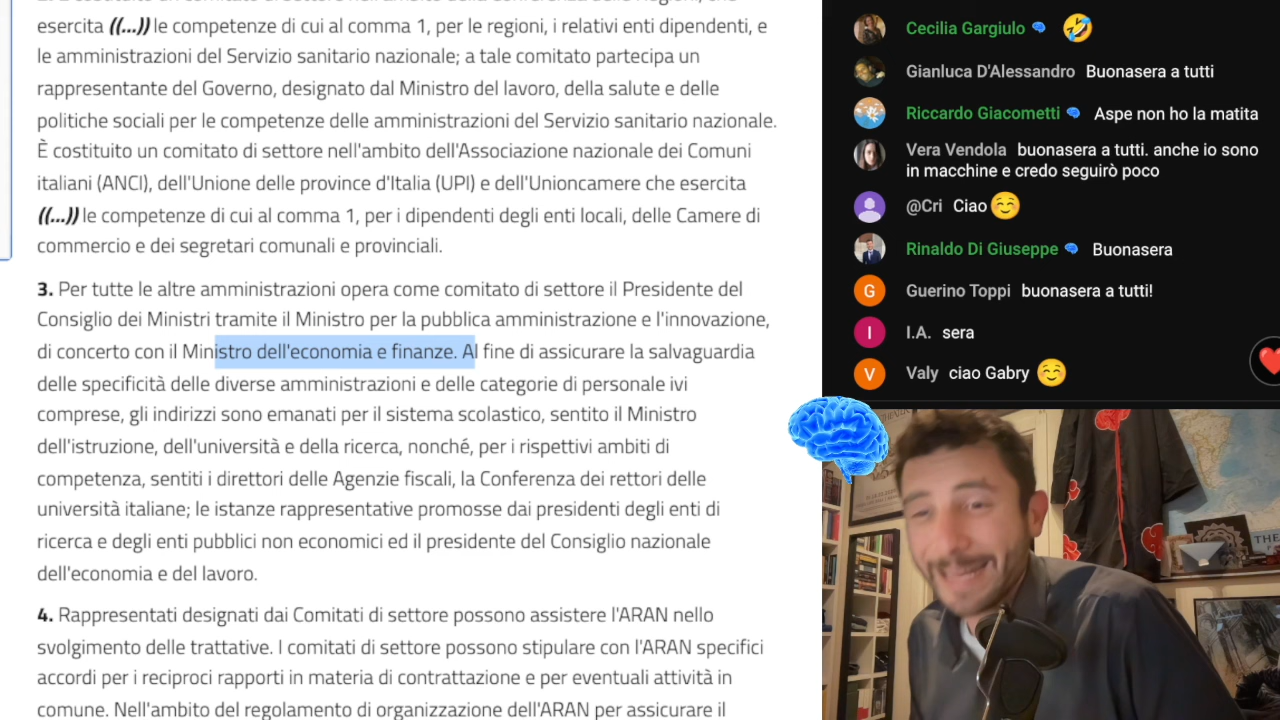 esercita ((...)) le competenze di cui al comma 1, per le regioni, i relativi enti dipendenti, e
le amministrazioni del Servizio sanitario nazionale; a tale comitato partecipa un
rappresentante del Governo, designato dal Ministro del lavoro, della salute e delle
politiche sociali per le competenze delle amministrazioni del Servizio sanitario nazionale.
È costituito un comitato di settore nell'ambito dell'Associazione nazionale dei Comuni
italiani (ANCI), dell'Unione delle province d'Italia (UPI) e dell'Unioncamere che esercita
((...)) le competenze di cui al comma 1, per i dipendenti degli enti locali, delle Camere di
commercio e dei segretari comunali e provinciali.
3. Per tutte le altre amministrazioni opera come comitato di settore il Presidente del
Consiglio dei Ministri tramite il Ministro per la pubblica amministrazione e l'innovazione,
di concerto con il Ministro dell'economia e finanze. Al fine di assicurare la salvaguardia
delle specificità delle diverse amministrazioni e delle categorie di personale ivi
comprese, gli indirizzi sono emanati per il sistema scolastico, sentito il Ministro
dell'istruzione, dell'università e della ricerca, nonché, per i rispettivi ambiti di
competenza, sentiti i direttori delle Agenzie fiscali, la Conferenza dei rettori delle
università italiane; le istanze rappresentative promosse dai presidenti degli enti di
ricerca e degli enti pubblici non economici ed il presidente del Consiglio nazionale
dell'economia e del lavoro.
4. Rappresentati designati dai Comitati di settore possono assistere l'ARAN nello
svolgimento delle trattative. I comitati di settore possono stipulare con l'ARAN specifici
accordi per i reciproci rapporti in materia di contrattazione e per eventuali attività in
comune. Nell'ambito del regolamento di organizzazione dell'ARAN per assicurare il
Cecilia Gargiulo 🤣
Gianluca D'Alessandro Buonasera a tutti
Riccardo Giacometti Aspe non ho la matita
Vera Vendola buonasera a tutti. anche io sono
in macchine e credo seguirò poco
@Cri Ciao ☺️
Rinaldo Di Giuseppe Buonasera
G Guerino Toppi buonasera a tutti!
I I.A. sera
V Valy ciao Gabry ☺️
THE